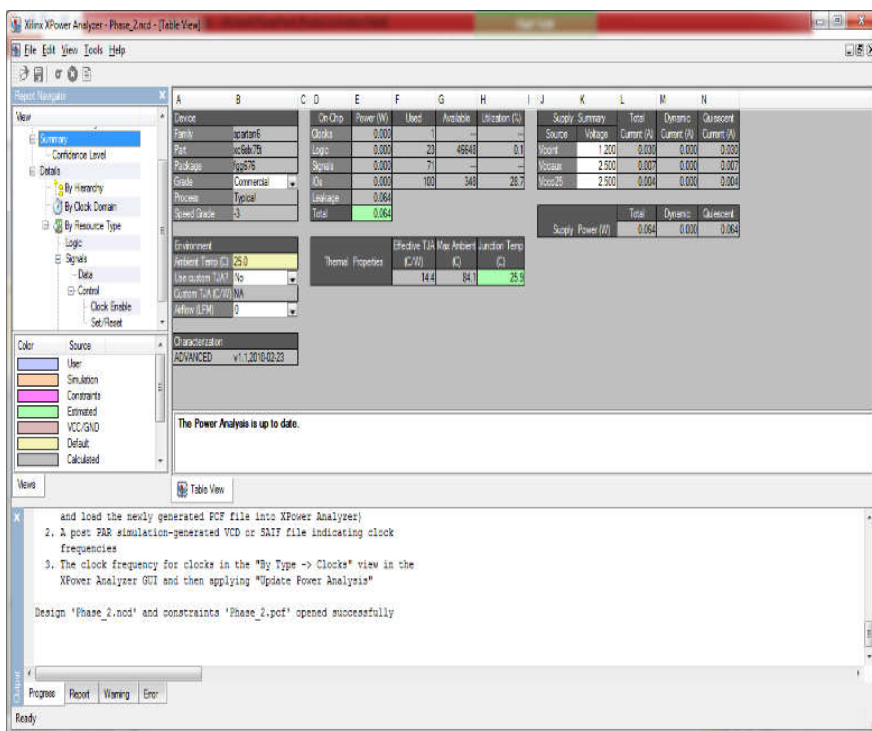 Xilinx XPower Analyzer - Phase_2.ncd - [Table View]
File Edit View Tools Help
Report Navigator
View
Summary
Confidence Level
Details
By Hierarchy
By Clock Domain
By Resource Type
Logic
Signals
Data
Control
Clock Enable
Set/Reset
Color Source
User
Simulation
Constraints
Estimated
VCC/GND
Default
Calculated
Views
A B C D E F G H I J K L M N
Device
Family spartan6
Part
Package fgg676
Grade Commercial
Process Typical
Speed Grade -3
Environment
Ambient Temp (C) 25.0
Use custom TJA? No
Custom TJA (C/W) NA
Airflow (LFM) 0
Characterization
ADVANCED v1.1,2010-02-23
On-Chip Power (W) Used Available Utilization (%)
Clocks 0.000 1 --
Logic 0.000 23 46648 0.1
Signals 0.000 71 --
IOs 0.000 100 348 28.7
Leakage 0.064
Total 0.064
Effective TJA Max Ambient Junction Temp
Thermal Properties (C/W) (C) (C)
14.4 84.1 25.9
Supply Summary Total Dynamic Quiescent
Source Voltage Current (A) Current (A) Current (A)
Vccint 1.200 0.030 0.000 0.030
Vccaux 2.500 0.007 0.000 0.007
Vcco25 2.500 0.004 0.000 0.004
Total Dynamic Quiescent
Supply Power (W) 0.064 0.000 0.064
The Power Analysis is up to date.
Table View
and load the newly generated PCF file into XPower Analyzer)
2. A post PAR simulation-generated VCD or SAIF file indicating clock
frequencies
3. The clock frequency for clocks in the "By Type -> Clocks" view in the
XPower Analyzer GUI and then applying "Update Power Analysis"
Design 'Phase_2.ncd' and constraints 'Phase_2.pcf' opened successfully
Output
Progress Report Warning Error
Ready